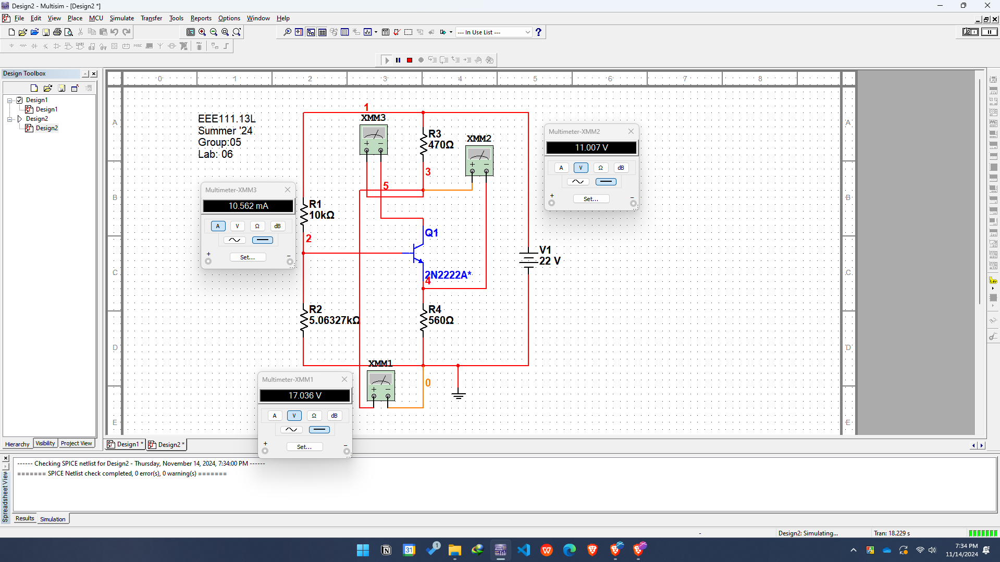 Design2 - Multisim - [Design2 *]
File Edit View Place MCU Simulate Transfer Tools Reports Options Window Help
--- In Use List ---
MISC
Design Toolbox
Design1
Design1
Design2
Design2
0 1 2 3 4 5 6 7 8
A
B
C
D
E
A
B
C
D
E
EEE111.13L
Summer '24
Group:05
Lab: 06
1
XMM3
R3
470Ω
XMM2
3
5
R1
10kΩ
2
Q1
2N2222A*
4
V1
22 V
R2
5.06327kΩ
R4
560Ω
XMM1
0
Multimeter-XMM2
11.007 V
A V Ω dB
+ Set... -
Multimeter-XMM3
10.562 mA
A V Ω dB
+ Set... -
Multimeter-XMM1
17.036 V
A V Ω dB
+ Set... -
Hierarchy Visibility Project View
Design1 * Design2 *
Spreadsheet View
------ Checking SPICE netlist for Design2 - Thursday, November 14, 2024, 7:34:00 PM ------
======= SPICE Netlist check completed, 0 error(s), 0 warning(s) =======
Results Simulation
- Design2: Simulating... Tran: 18.229 s
31
1
7:34 PM
11/14/2024